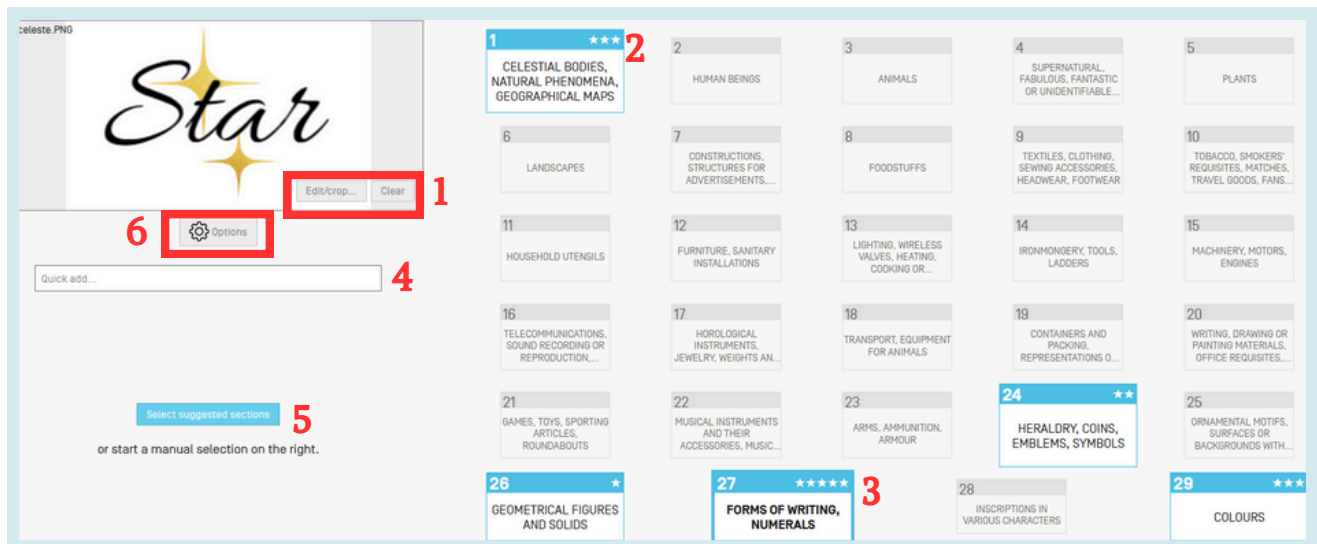 celeste.PNG
Star
Edit/crop...
Clear
1
6
Options
Quick add...
4
Select suggested sections
5
or start a manual selection on the right.
1 ★★★
2
CELESTIAL BODIES,
NATURAL PHENOMENA,
GEOGRAPHICAL MAPS
2
HUMAN BEINGS
3
ANIMALS
4
SUPERNATURAL,
FABULOUS, FANTASTIC
OR UNIDENTIFIABLE...
5
PLANTS
6
LANDSCAPES
7
CONSTRUCTIONS,
STRUCTURES FOR
ADVERTISEMENTS,...
8
FOODSTUFFS
9
TEXTILES, CLOTHING,
SEWING ACCESSORIES,
HEADWEAR, FOOTWEAR
10
TOBACCO, SMOKERS'
REQUISITES, MATCHES,
TRAVEL GOODS, FANS...
11
HOUSEHOLD UTENSILS
12
FURNITURE, SANITARY
INSTALLATIONS
13
LIGHTING, WIRELESS
VALVES, HEATING,
COOKING OR...
14
IRONMONGERY, TOOLS,
LADDERS
15
MACHINERY, MOTORS,
ENGINES
16
TELECOMMUNICATIONS,
SOUND RECORDING OR
REPRODUCTION,...
17
HOROLOGICAL
INSTRUMENTS,
JEWELRY, WEIGHTS AN...
18
TRANSPORT, EQUIPMENT
FOR ANIMALS
19
CONTAINERS AND
PACKING,
REPRESENTATIONS O...
20
WRITING, DRAWING OR
PAINTING MATERIALS,
OFFICE REQUISITES,...
21
GAMES, TOYS, SPORTING
ARTICLES,
ROUNDABOUTS
22
MUSICAL INSTRUMENTS
AND THEIR
ACCESSORIES, MUSIC...
23
ARMS, AMMUNITION,
ARMOUR
24 ★★
HERALDRY, COINS,
EMBLEMS, SYMBOLS
25
ORNAMENTAL MOTIFS,
SURFACES OR
BACKGROUNDS WITH...
26 ★
GEOMETRICAL FIGURES
AND SOLIDS
27 ★★★★★
3
FORMS OF WRITING,
NUMERALS
28
INSCRIPTIONS IN
VARIOUS CHARACTERS
29 ★★★
COLOURS